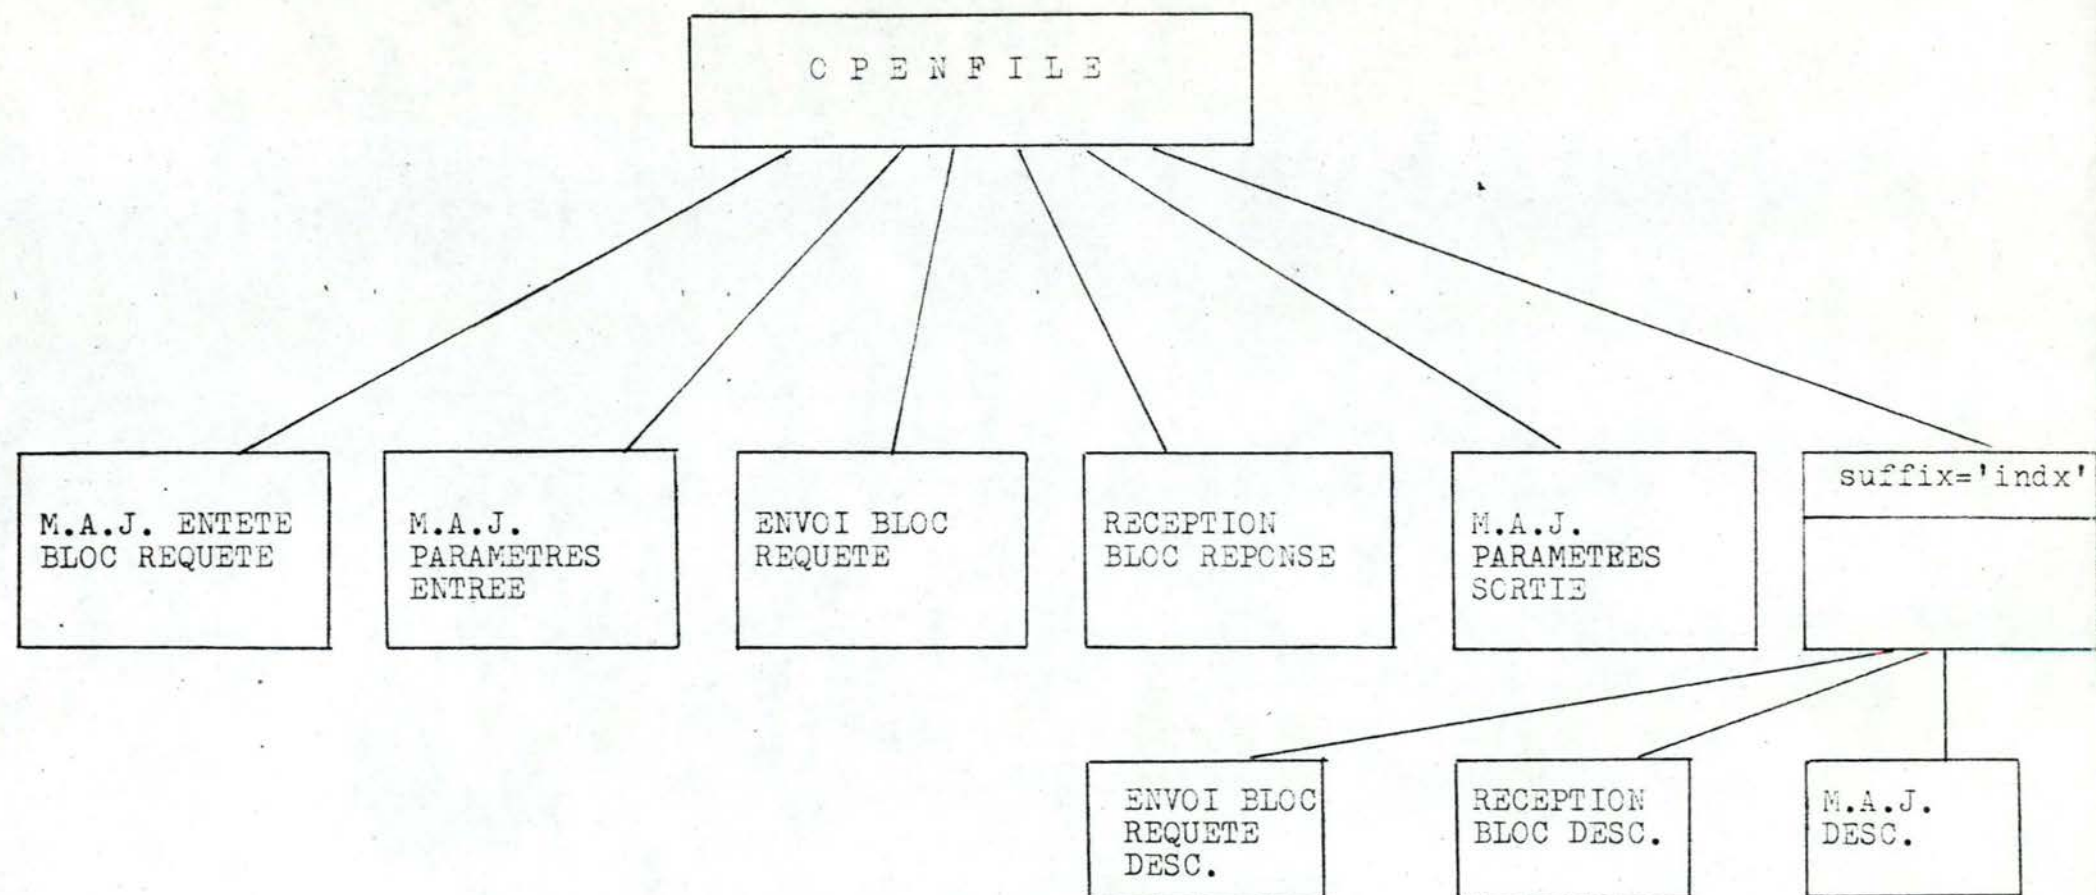 O P E N F I L E
M.A.J. ENTETE
BLOC REQUETE
M.A.J.
PARAMETRES
ENTREE
ENVOI BLOC
REQUETE
RECEPTION
BLOC REPONSE
M.A.J.
PARAMETRES
SORTIE
suffix='indx'
ENVOI BLOC
REQUETE
DESC.
RECEPTION
BLOC DESC.
M.A.J.
DESC.